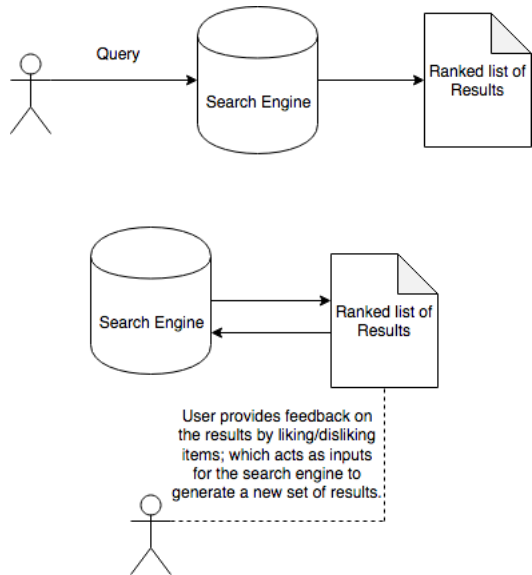 Query
Search Engine
Ranked list of
Results
Search Engine
Ranked list of
Results
User provides feedback on
the results by liking/disliking
items; which acts as inputs
for the search engine to
generate a new set of results.